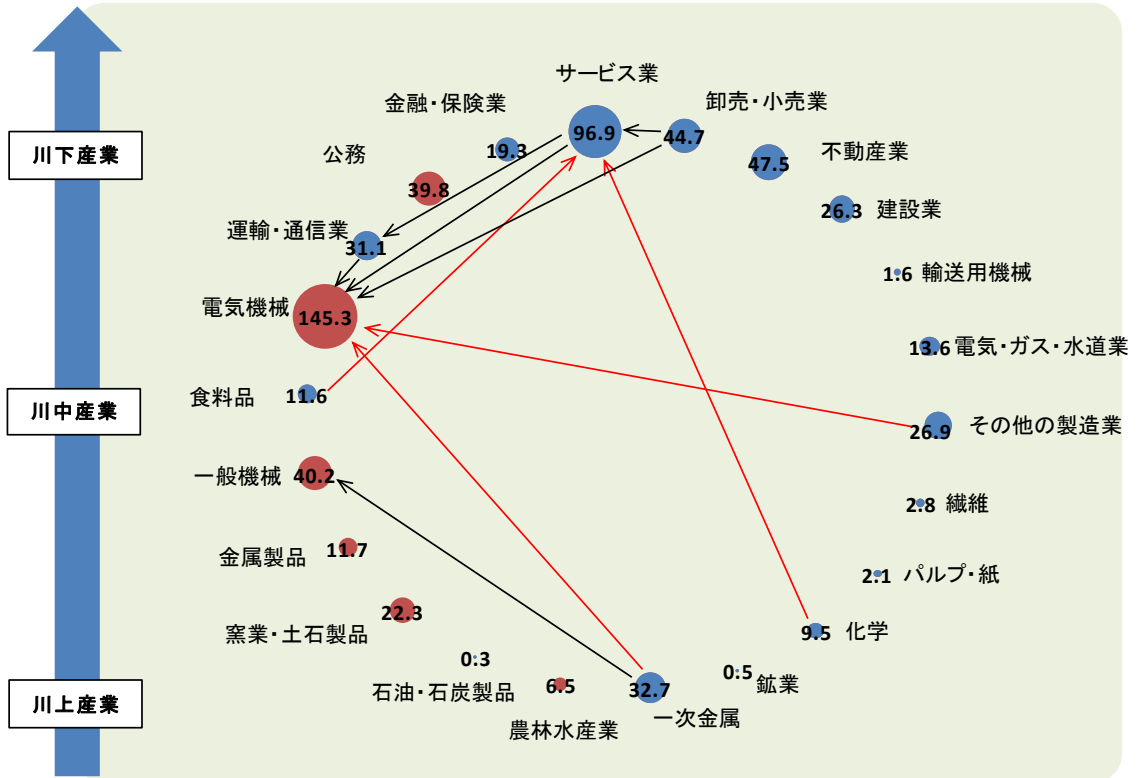 サービス業
96.9
金融・保険業
19.3
卸売・小売業
44.7
川下産業
公務
39.8
不動産業
47.5
建設業
26.3
運輸・通信業
31.1
輸送用機械
1.6
電気機械
145.3
電気・ガス・水道業
13.6
川中産業
食料品
11.6
その他の製造業
26.9
一般機械
40.2
繊維
2.8
金属製品
11.7
パルプ・紙
2.1
窯業・土石製品
22.3
化学
9.5
石油・石炭製品
0.3
鉱業
0.5
川上産業
農林水産業
6.5
一次金属
32.7